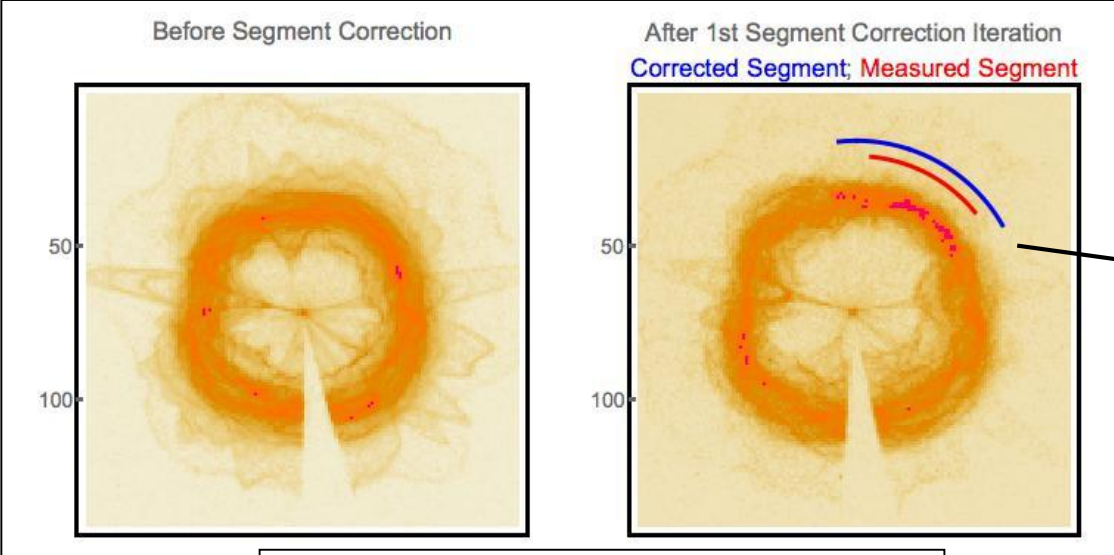 Before Segment Correction
After 1st Segment Correction Iteration
Corrected Segment; Measured Segment
50
100
50
100